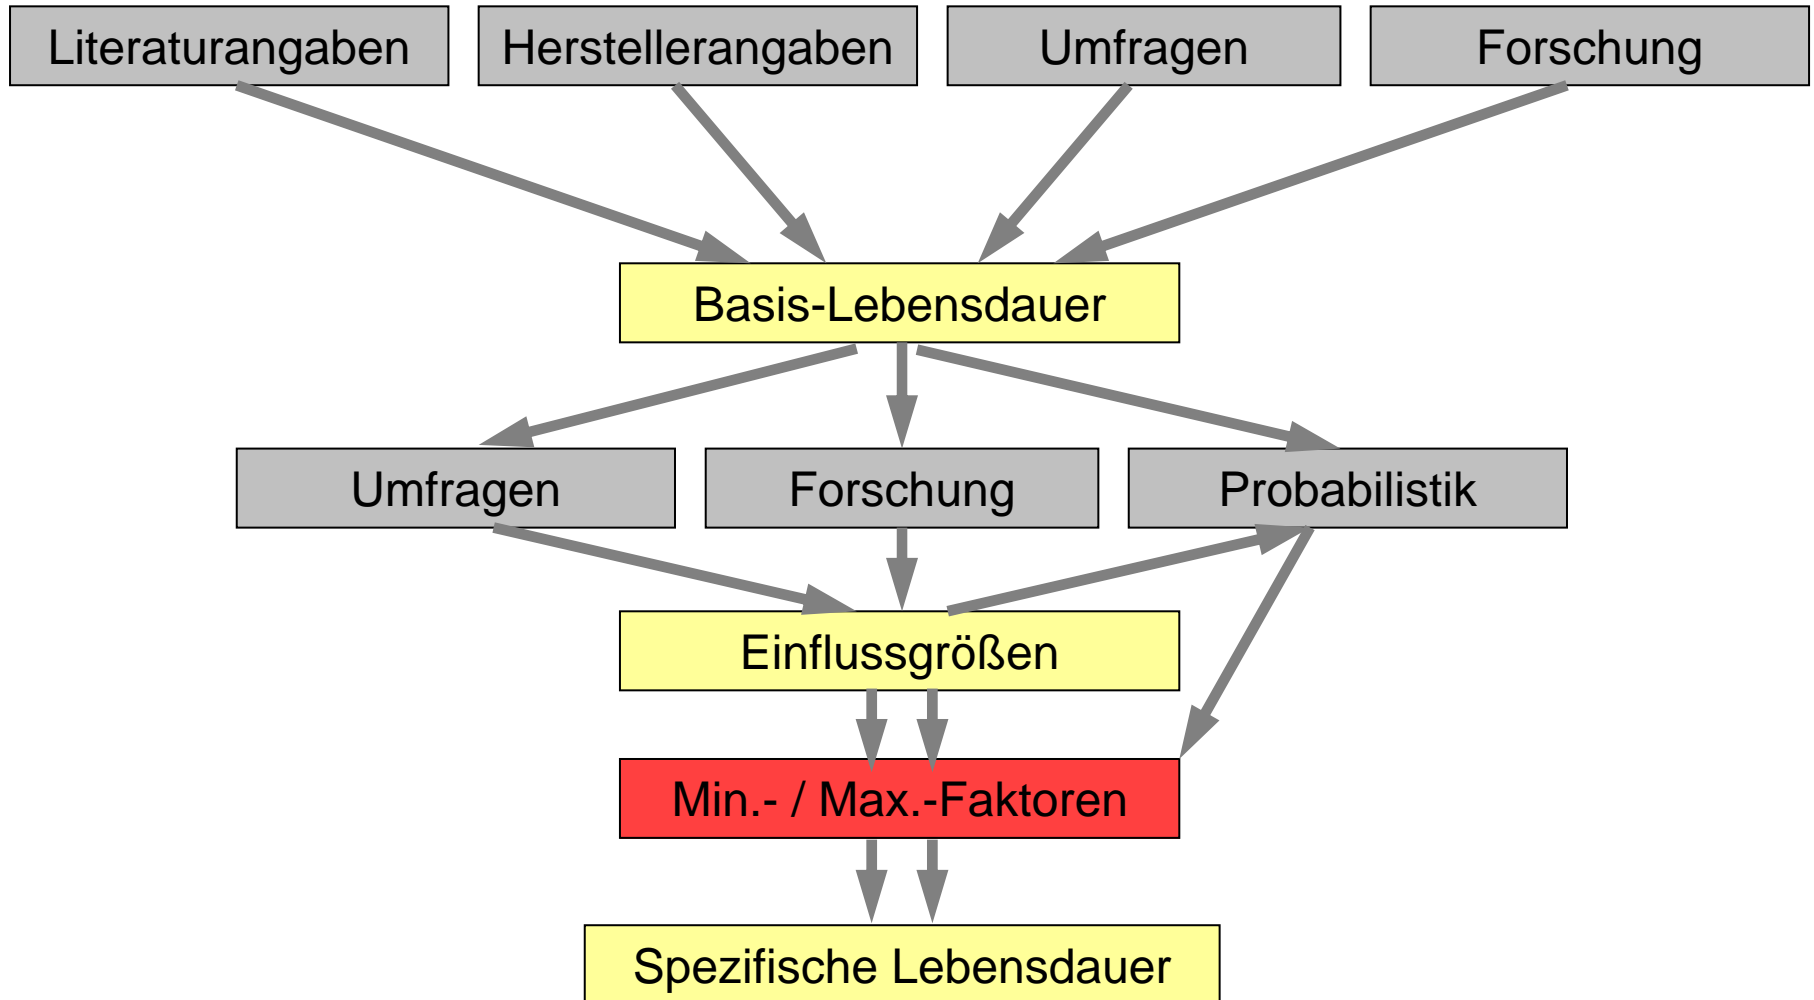 Literaturangaben
Herstellerangaben
Umfragen
Forschung
Basis-Lebensdauer
Umfragen
Forschung
Probabilistik
Einflussgrößen
Min.- / Max.-Faktoren
Spezifische Lebensdauer